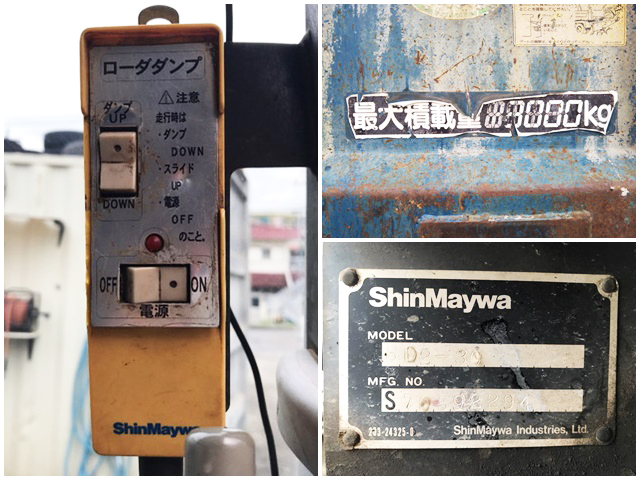 ローダダンプ
ダンプ
UP
DOWN
⚠注意
走行時は
・ダンプ
DOWN
・スライド
UP
・電源
OFF
のこと。
OFF
ON
電源
ShinMaywa
最大積載量
3000kg
ShinMaywa
MODEL
MFG. NO.
S
ShinMaywa Industries, Ltd.